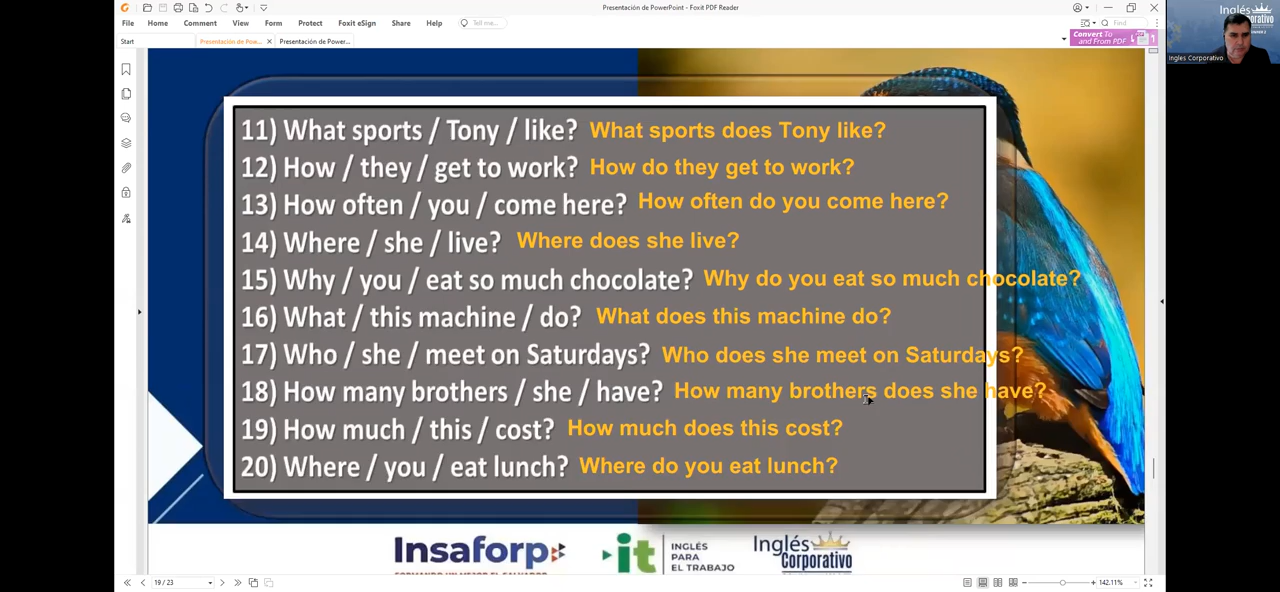 Presentación de PowerPoint - Foxit PDF Reader
File Home Comment View Form Protect Foxit eSign Share Help Tell me... Find
Start Presentación de Pow... Presentación de Power...
Convert To
and From PDF
Inglés
Ingles Corporativo
11) What sports / Tony / like? What sports does Tony like?
12) How / they / get to work? How do they get to work?
13) How often / you / come here? How often do you come here?
14) Where / she / live? Where does she live?
15) Why / you / eat so much chocolate? Why do you eat so much chocolate?
16) What / this machine / do? What does this machine do?
17) Who / she / meet on Saturdays? Who does she meet on Saturdays?
18) How many brothers / she / have? How many brothers does she have?
19) How much / this / cost? How much does this cost?
20) Where / you / eat lunch? Where do you eat lunch?
Insaforp
it
INGLÉS
PARA
EL TRABAJO
Inglés
Corporativo
19 / 23
142.11%